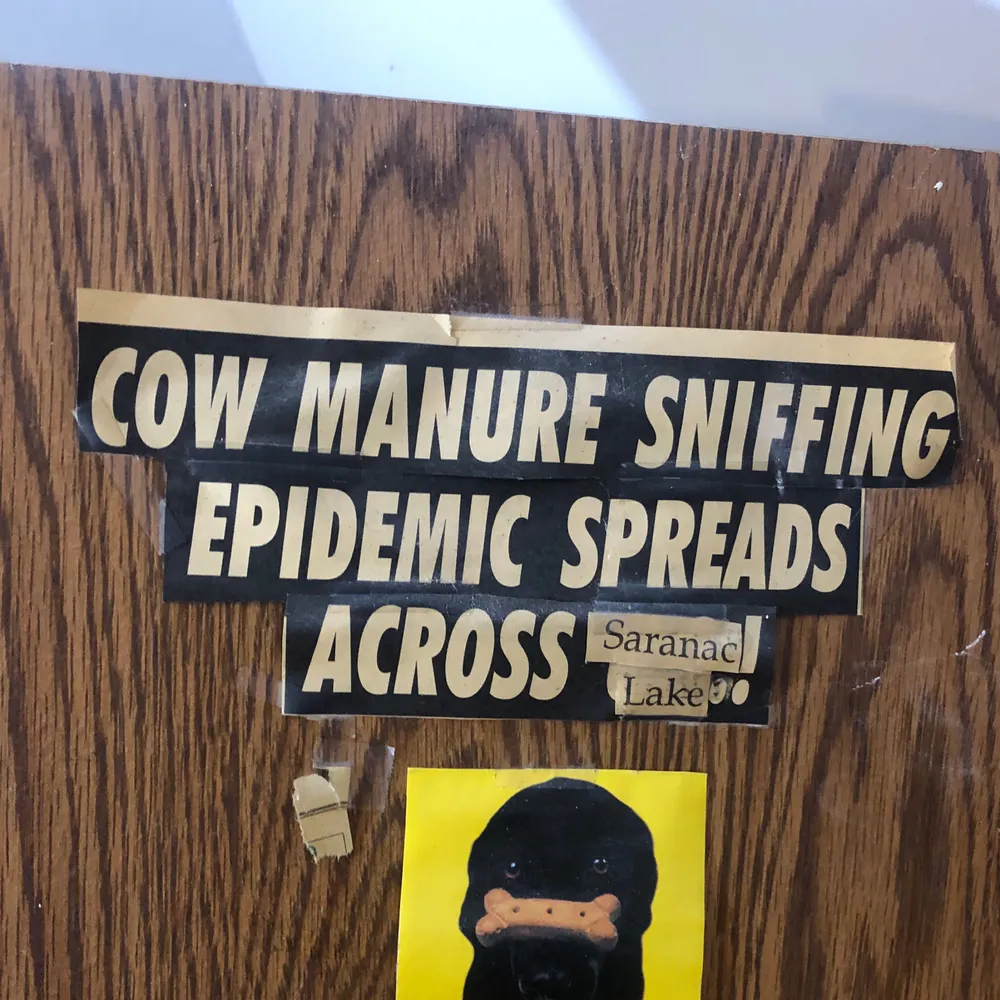 COW MANURE SNIFFING
EPIDEMIC SPREADS
ACROSS Saranac
Lake